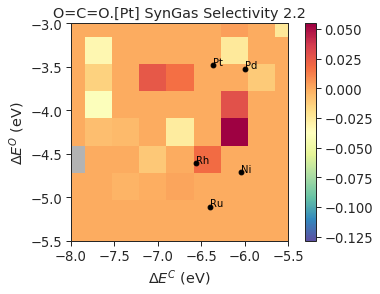 O=C=O.[Pt] SynGas Selectivity 2.2
−3.0
−3.5
−4.0
−4.5
−5.0
−5.5
ΔE^O (eV)
Pt
Pd
Rh
Ni
Ru
−8.0 −7.5 −7.0 −6.5 −6.0 −5.5
ΔE^C (eV)
0.050
0.025
0.000
−0.025
−0.050
−0.075
−0.100
−0.125